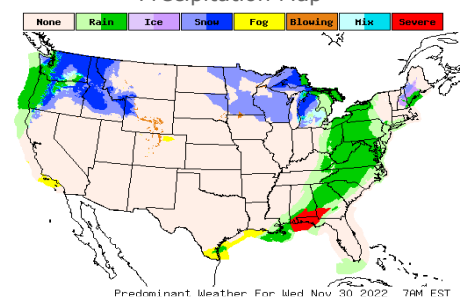 Precipitation Map
None Rain Ice Snow Fog Blowing Mix Severe
Predominant Weather For Wed Nov 30 2022 7AM EST